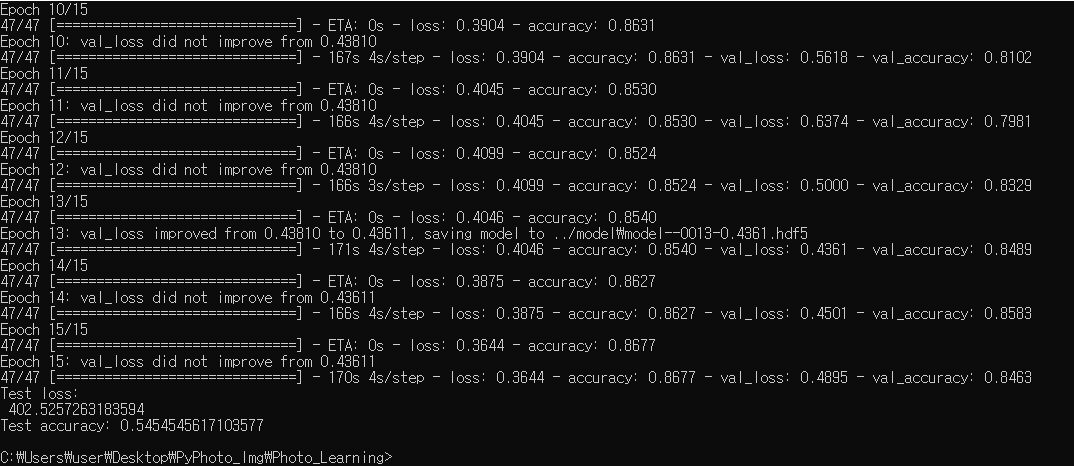 Epoch 10/15
47/47 [==============================] - ETA: 0s - loss: 0.3904 - accuracy: 0.8631
Epoch 10: val_loss did not improve from 0.43810
47/47 [==============================] - 167s 4s/step - loss: 0.3904 - accuracy: 0.8631 - val_loss: 0.5618 - val_accuracy: 0.8102
Epoch 11/15
47/47 [==============================] - ETA: 0s - loss: 0.4045 - accuracy: 0.8530
Epoch 11: val_loss did not improve from 0.43810
47/47 [==============================] - 166s 4s/step - loss: 0.4045 - accuracy: 0.8530 - val_loss: 0.6374 - val_accuracy: 0.7981
Epoch 12/15
47/47 [==============================] - ETA: 0s - loss: 0.4099 - accuracy: 0.8524
Epoch 12: val_loss did not improve from 0.43810
47/47 [==============================] - 166s 3s/step - loss: 0.4099 - accuracy: 0.8524 - val_loss: 0.5000 - val_accuracy: 0.8329
Epoch 13/15
47/47 [==============================] - ETA: 0s - loss: 0.4046 - accuracy: 0.8540
Epoch 13: val_loss improved from 0.43810 to 0.43611, saving model to ../model₩model--0013-0.4361.hdf5
47/47 [==============================] - 171s 4s/step - loss: 0.4046 - accuracy: 0.8540 - val_loss: 0.4361 - val_accuracy: 0.8489
Epoch 14/15
47/47 [==============================] - ETA: 0s - loss: 0.3875 - accuracy: 0.8627
Epoch 14: val_loss did not improve from 0.43611
47/47 [==============================] - 166s 4s/step - loss: 0.3875 - accuracy: 0.8627 - val_loss: 0.4501 - val_accuracy: 0.8583
Epoch 15/15
47/47 [==============================] - ETA: 0s - loss: 0.3644 - accuracy: 0.8677
Epoch 15: val_loss did not improve from 0.43611
47/47 [==============================] - 170s 4s/step - loss: 0.3644 - accuracy: 0.8677 - val_loss: 0.4895 - val_accuracy: 0.8463
Test loss:
 402.5257263183594
Test accuracy: 0.5454545617103577
C:₩Users₩user₩Desktop₩PyPhoto_Img₩Photo_Learning>